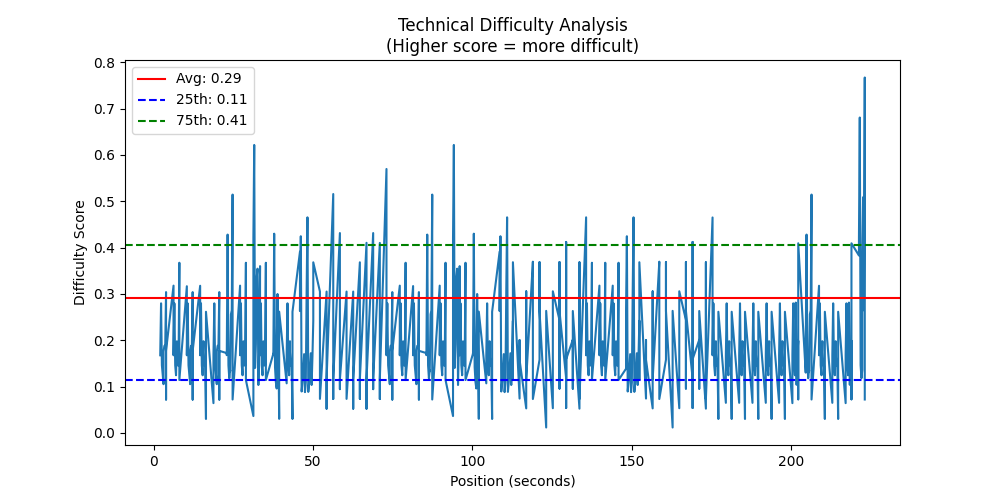 Technical Difficulty Analysis
(Higher score = more difficult)
Avg: 0.29
25th: 0.11
75th: 0.41
Difficulty Score
0.8
0.7
0.6
0.5
0.4
0.3
0.2
0.1
0.0
0
50
100
150
200
Position (seconds)